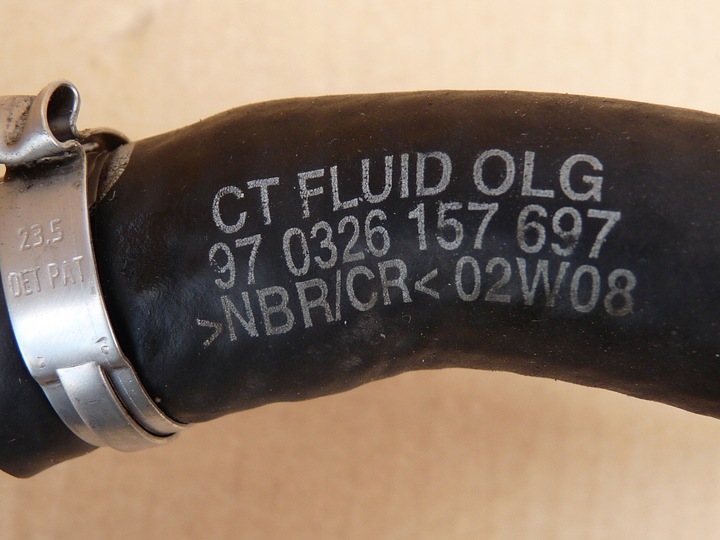 23.5
OET PAT
CT FLUID OLG
97 0326 157 697
>NBR/CR< 02W08